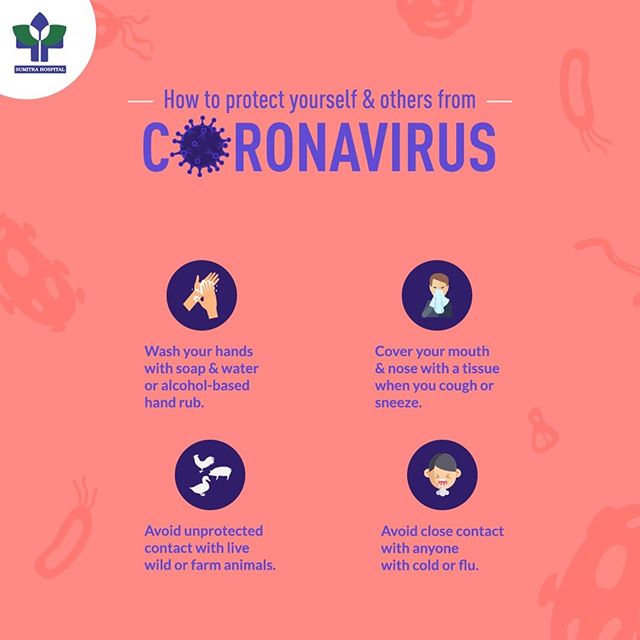 SUMITRA HOSPITAL
How to protect yourself & others from
CORONAVIRUS
Wash your hands
with soap & water
or alcohol-based
hand rub.
Cover your mouth
& nose with a tissue
when you cough or
sneeze.
Avoid unprotected
contact with live
wild or farm animals.
Avoid close contact
with anyone
with cold or flu.